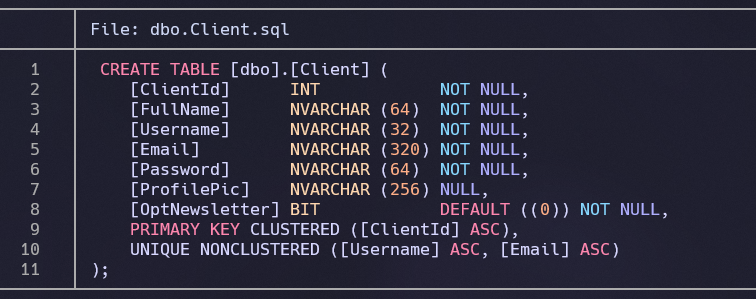 File: dbo.Client.sql
1 CREATE TABLE [dbo].[Client] (
2 [ClientId] INT NOT NULL,
3 [FullName] NVARCHAR (64) NOT NULL,
4 [Username] NVARCHAR (32) NOT NULL,
5 [Email] NVARCHAR (320) NOT NULL,
6 [Password] NVARCHAR (64) NOT NULL,
7 [ProfilePic] NVARCHAR (256) NULL,
8 [OptNewsletter] BIT DEFAULT ((0)) NOT NULL,
9 PRIMARY KEY CLUSTERED ([ClientId] ASC),
10 UNIQUE NONCLUSTERED ([Username] ASC, [Email] ASC)
11 );